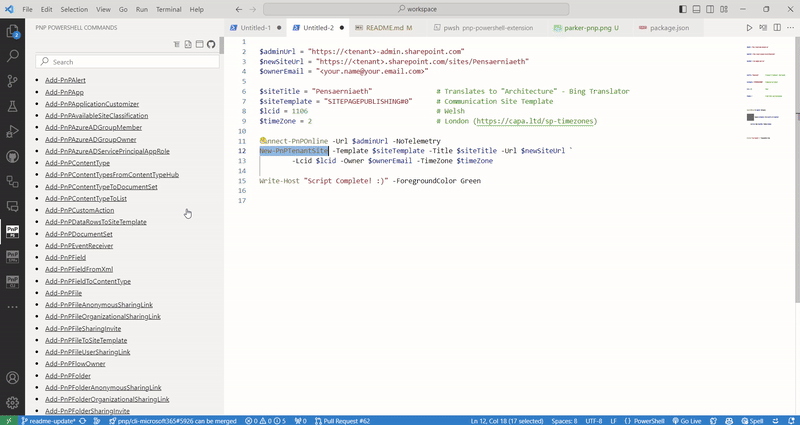 File Edit Selection View Go Run Terminal Help
workspace
PNP POWERSHELL COMMANDS
Search
Add-PnPAlert
Add-PnPApp
Add-PnPApplicationCustomizer
Add-PnPAvailableSiteClassification
Add-PnPAzureADGroupMember
Add-PnPAzureADGroupOwner
Add-PnPAzureADServicePrincipalAppRole
Add-PnPContentType
Add-PnPContentTypesFromContentTypeHub
Add-PnPContentTypeToDocumentSet
Add-PnPContentTypeToList
Add-PnPCustomAction
Add-PnPDataRowsToSiteTemplate
Add-PnPDocumentSet
Add-PnPEventReceiver
Add-PnPField
Add-PnPFieldFromXml
Add-PnPFieldToContentType
Add-PnPFile
Add-PnPFileAnonymousSharingLink
Add-PnPFileOrganizationalSharingLink
Add-PnPFileSharingInvite
Add-PnPFileToSiteTemplate
Add-PnPFileUserSharingLink
Add-PnPFlowOwner
Add-PnPFolder
Add-PnPFolderAnonymousSharingLink
Add-PnPFolderOrganizationalSharingLink
Add-PnPFolderSharingInvite
Untitled-1 Untitled-2 README.md M pwsh pnp-powershell-extension parker-pnp.png U package.json
1
2 $adminUrl = "https://<tenant>-admin.sharepoint.com"
3 $newSiteUrl = "https://<tenant>.sharepoint.com/sites/Pensaerniaeth"
4 $ownerEmail = "<your.name@your.email.com>"
5
6 $siteTitle = "Pensaerniaeth" # Translates to "Architecture" - Bing Translator
7 $siteTemplate = "SITEPAGEPUBLISHING#0" # Communication Site Template
8 $lcid = 1106 # Welsh
9 $timeZone = 2 # London (https://capa.ltd/sp-timezones)
10
11 Connect-PnPOnline -Url $adminUrl -NoTelemetry
12 New-PnPTenantSite -Template $siteTemplate -Title $siteTitle -Url $newSiteUrl `
13 -Lcid $lcid -Owner $ownerEmail -TimeZone $timeZone
14
15 Write-Host "Script Complete! :)" -ForegroundColor Green
16
17
readme-update* pnp/cli-microsoft365#5926 can be merged 0 0 5 0 Pull Request #62 Ln 12, Col 18 (17 selected) Spaces: 8 UTF-8 LF {} PowerShell Go Live Spell